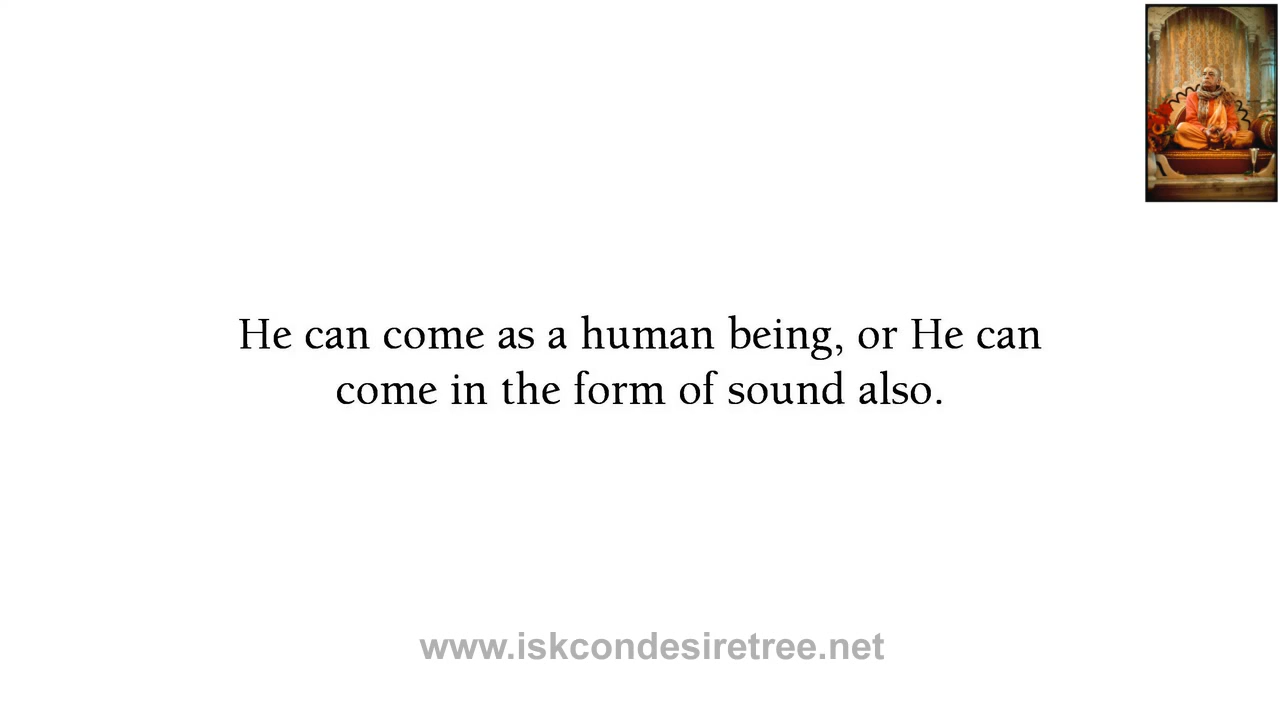 He can come as a human being, or He can
come in the form of sound also.
www.iskcondesiretree.net